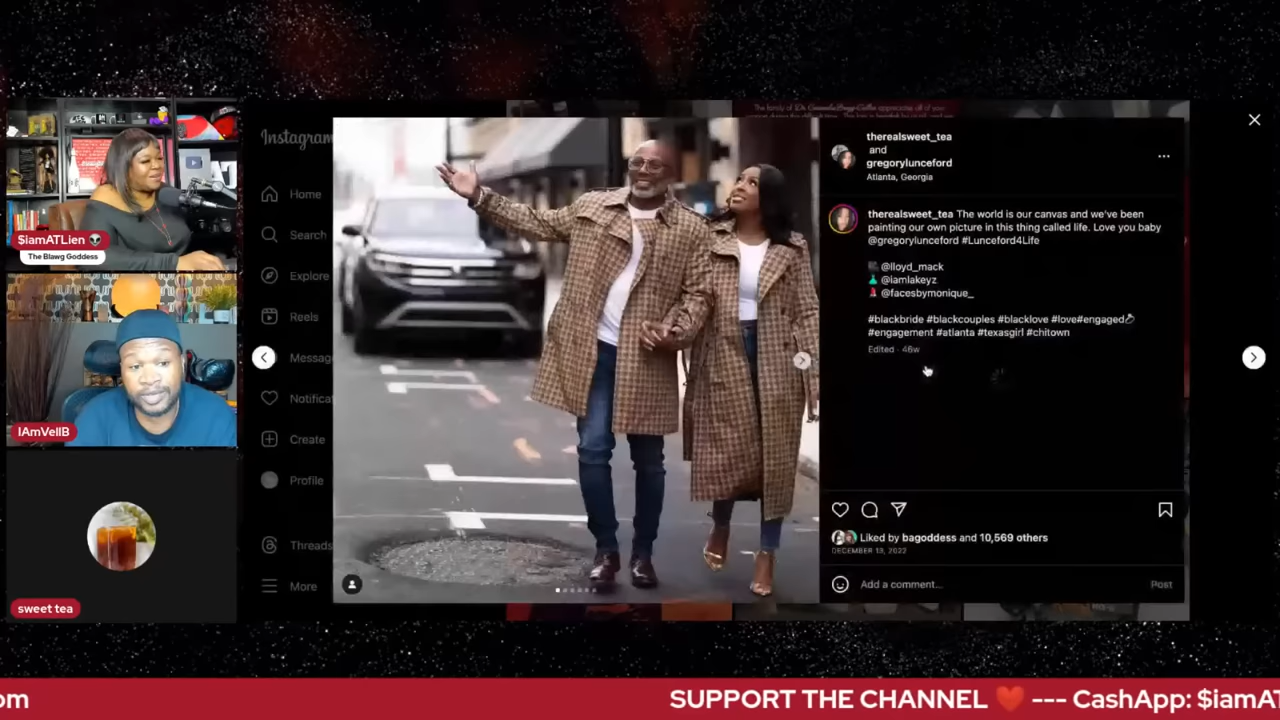 $iamATLien 👽
The Blawg Goddess
IAmVellB
sweet tea
Instagram
Home
Search
Explore
Reels
Messag
Notificat
Create
Profile
Threads
More
therealsweet_tea
and
gregorylunceford
Atlanta, Georgia
therealsweet_tea The world is our canvas and we've been
painting our own picture in this thing called life. Love you baby
@gregorylunceford #Lunceford4Life
@lloyd_mack
@iamlakeyz
@facesbymonique_
#blackbride #blackcouples #blacklove #love#engaged💍
#engagement #atlanta #texasgirl #chitown
Edited · 46w
Liked by bagoddess and 10,569 others
DECEMBER 13, 2022
Add a comment...
Post
om
SUPPORT THE CHANNEL ❤️ --- CashApp: $iamAT